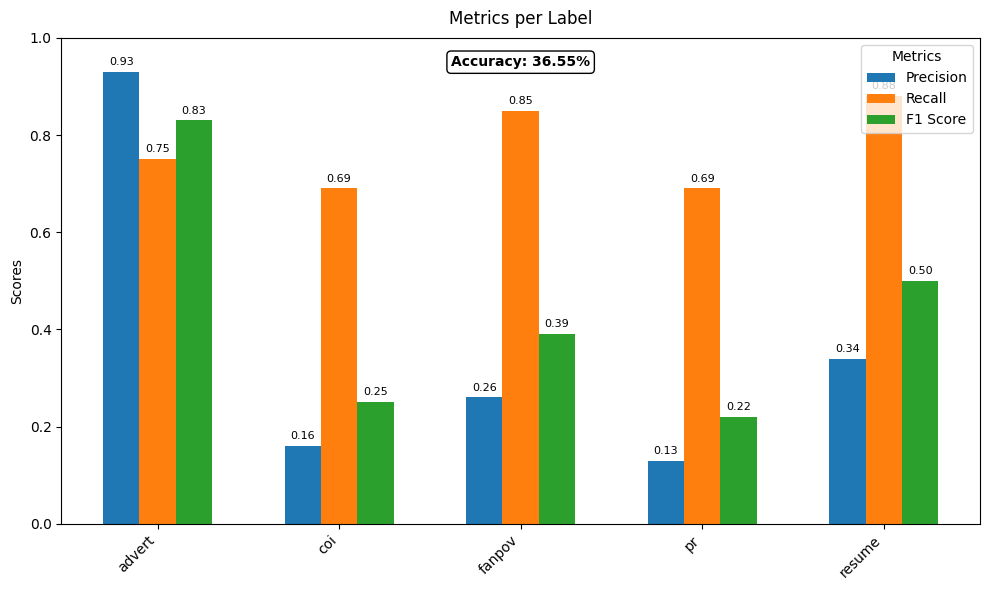 Metrics per Label
Accuracy: 36.55%
Metrics
Precision
Recall
F1 Score
Scores
1.0
0.8
0.6
0.4
0.2
0.0
0.93
0.75
0.83
0.16
0.69
0.25
0.26
0.85
0.39
0.13
0.69
0.22
0.34
0.88
0.50
advert
coi
fanpov
pr
resume